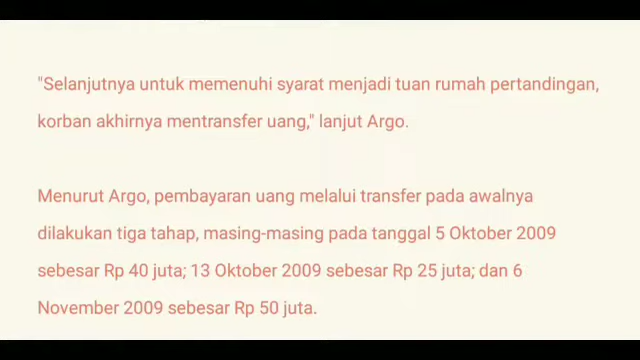 "Selanjutnya untuk memenuhi syarat menjadi tuan rumah pertandingan,
korban akhirnya mentransfer uang," lanjut Argo.
Menurut Argo, pembayaran uang melalui transfer pada awalnya
dilakukan tiga tahap, masing-masing pada tanggal 5 Oktober 2009
sebesar Rp 40 juta; 13 Oktober 2009 sebesar Rp 25 juta; dan 6
November 2009 sebesar Rp 50 juta.